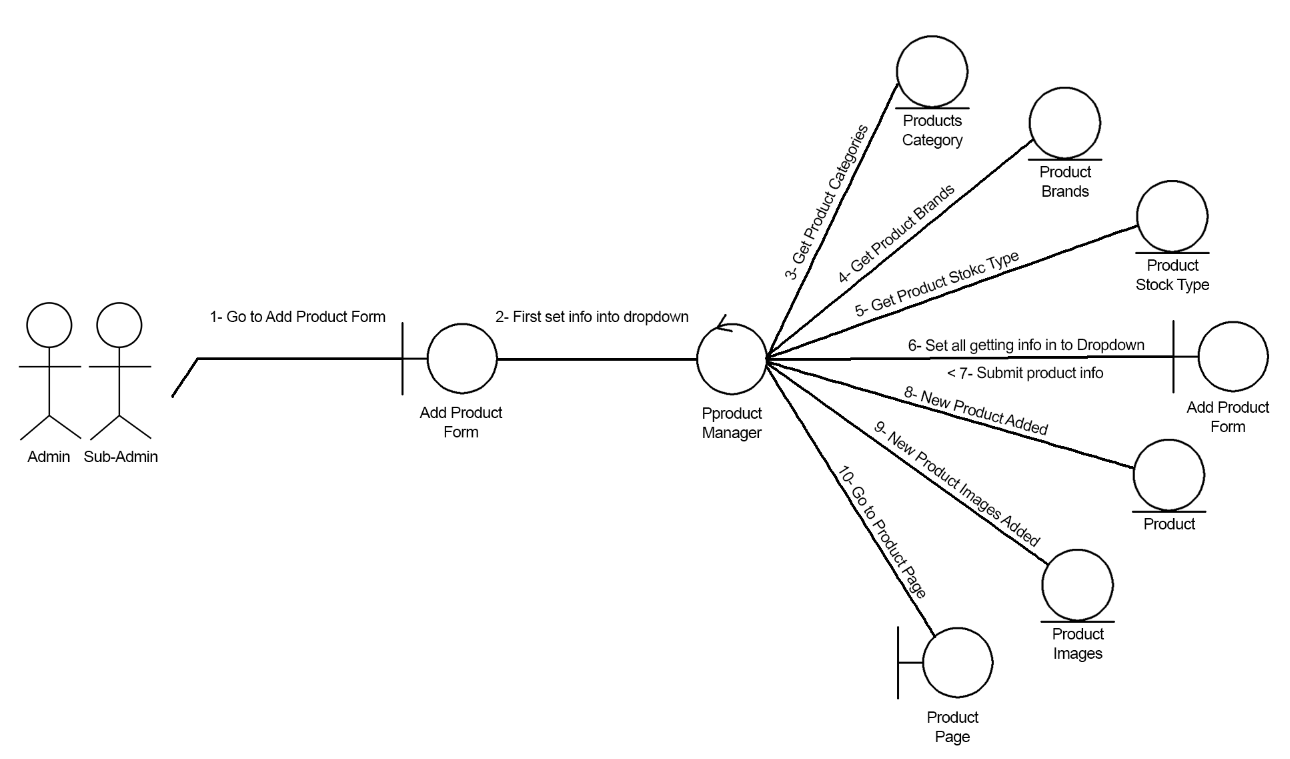 Products
Category
3- Get Product Categories
Product
Brands
4- Get Product Brands
Product
Stock Type
5- Get Product Stokc Type
1- Go to Add Product Form
2- First set info into dropdown
6- Set all getting info in to Dropdown
< 7- Submit product info
Admin
Sub-Admin
Add Product
Form
Pproduct
Manager
Add Product
Form
8- New Product Added
Product
9- New Product Images Added
Product
Images
10- Go to Product Page
Product
Page